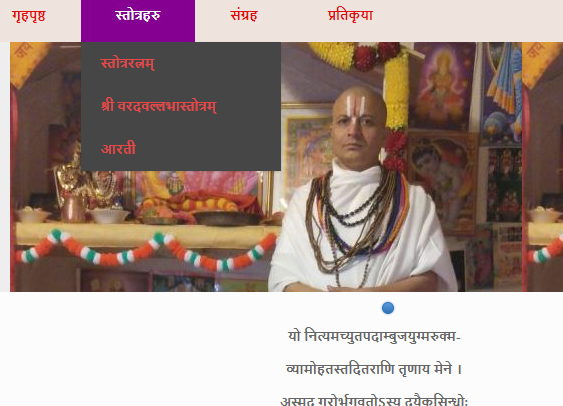 गृहपृष्ठ स्तोत्रहरु संग्रह प्रतिकृया
स्तोत्ररत्नम्
श्री वरदवल्लभास्तोत्रम्
आरती
यो नित्यमच्युतपदाम्बुजयुग्मरुक्म-
व्यामोहतस्तदितराणि तृणाय मेने ।
अस्मद् गुरोर्भगवतोऽस्य दयैकसिन्धोः